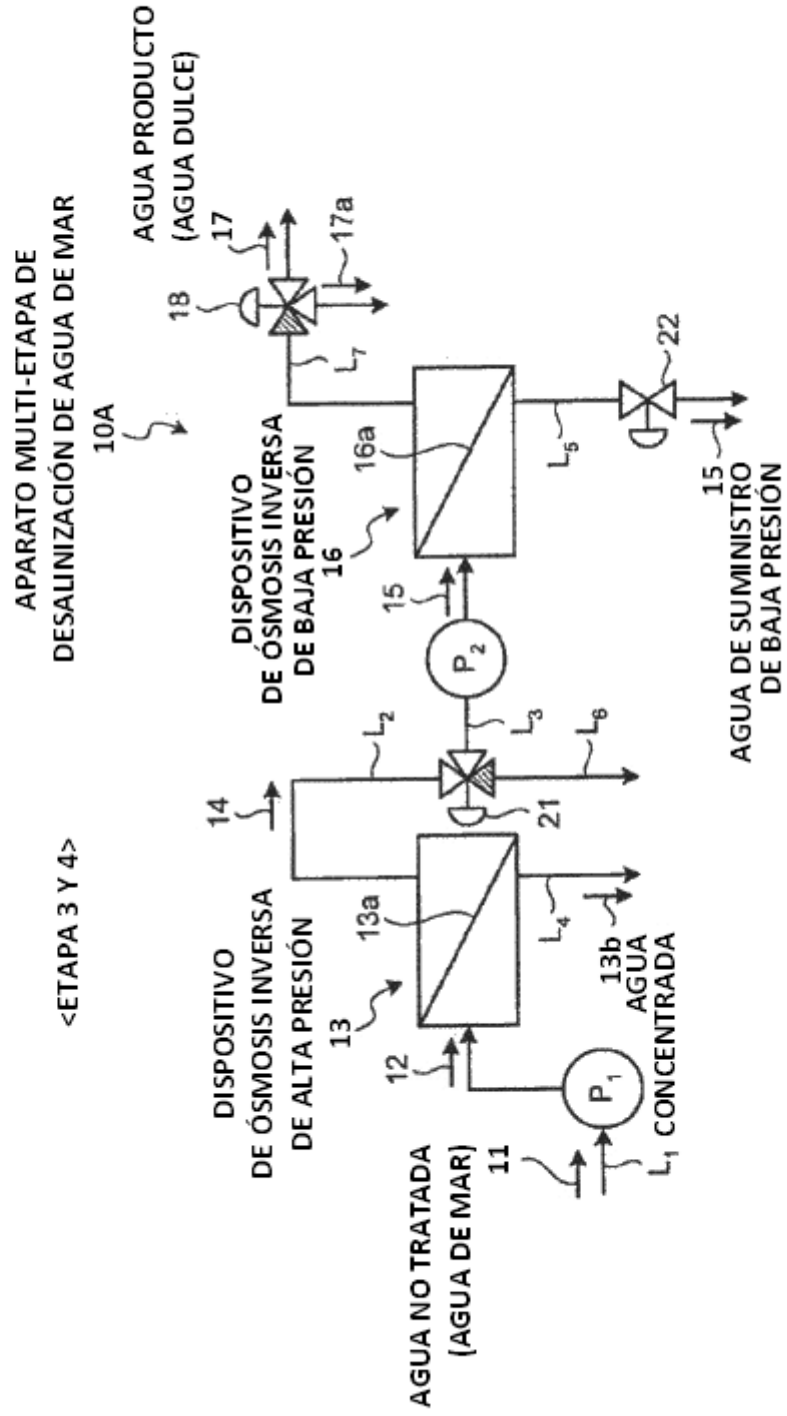 APARATO MULTI-ETAPA DE
DESALINIZACIÓN DE AGUA DE MAR
10A
<ETAPA 3 Y 4>
AGUA PRODUCTO
(AGUA DULCE)
17
17a
18
L7
DISPOSITIVO
DE ÓSMOSIS INVERSA
DE BAJA PRESIÓN
16
16a
15
P2
L5
22
15
AGUA DE SUMINISTRO
DE BAJA PRESIÓN
L2
L3
L6
14
21
DISPOSITIVO
DE ÓSMOSIS INVERSA
DE ALTA PRESIÓN
13
13a
12
L4
13b
AGUA
CONCENTRADA
P1
L1
11
AGUA NO TRATADA
(AGUA DE MAR)